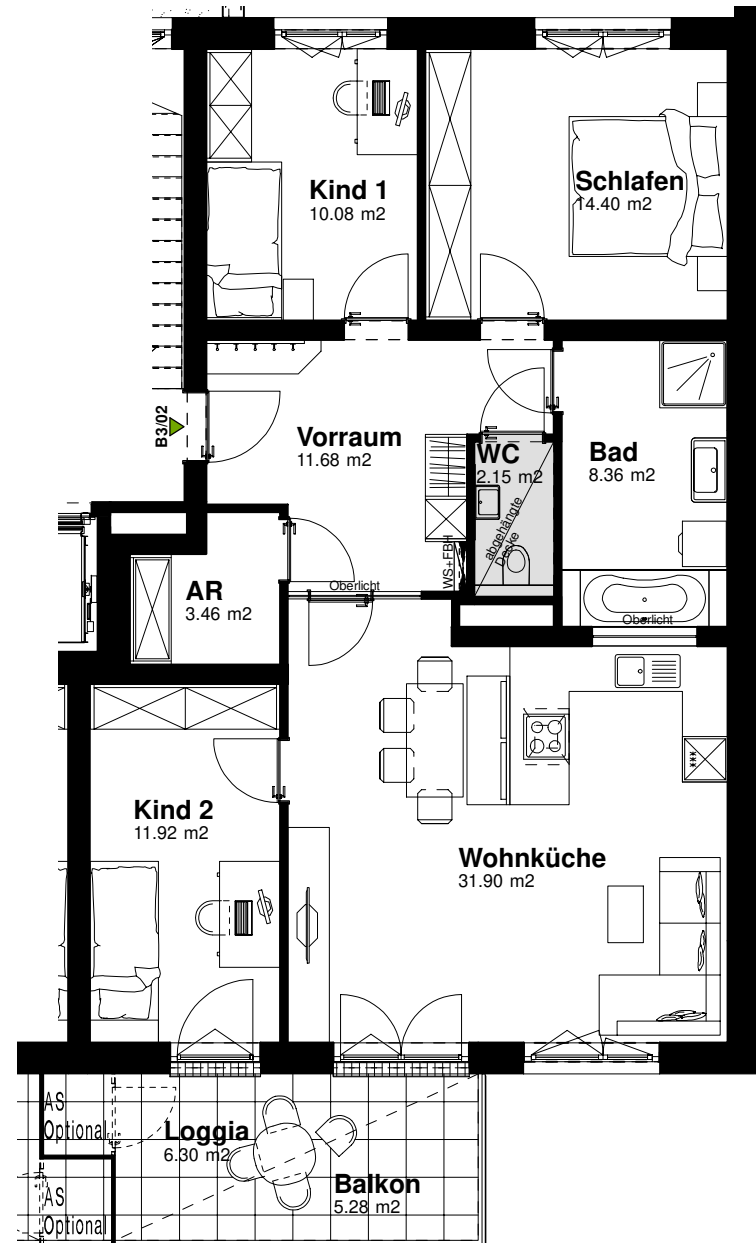 Kind 1
10.08 m2
Schlafen
14.40 m2
B3/02
Vorraum
11.68 m2
WC
2.15 m2
abgehängte
Decke
Bad
8.36 m2
WS+FBH
AR
3.46 m2
Oberlicht
Oberlicht
Kind 2
11.92 m2
Wohnküche
31.90 m2
AS
Optional
Loggia
6.30 m2
Balkon
5.28 m2
AS
Optional